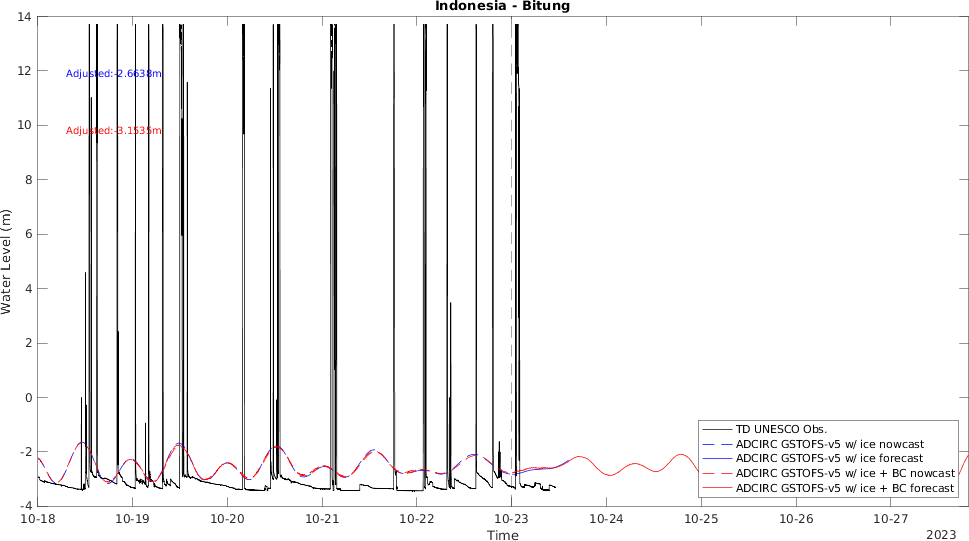 Indonesia - Bitung
14
12
10
8
6
4
2
0
-2
-4
Water Level (m)
Adjusted:-2.6638m
Adjusted:-3.1535m
TD UNESCO Obs.
ADCIRC GSTOFS-v5 w/ ice nowcast
ADCIRC GSTOFS-v5 w/ ice forecast
ADCIRC GSTOFS-v5 w/ ice + BC nowcast
ADCIRC GSTOFS-v5 w/ ice + BC forecast
10-18 10-19 10-20 10-21 10-22 10-23 10-24 10-25 10-26 10-27
Time
2023